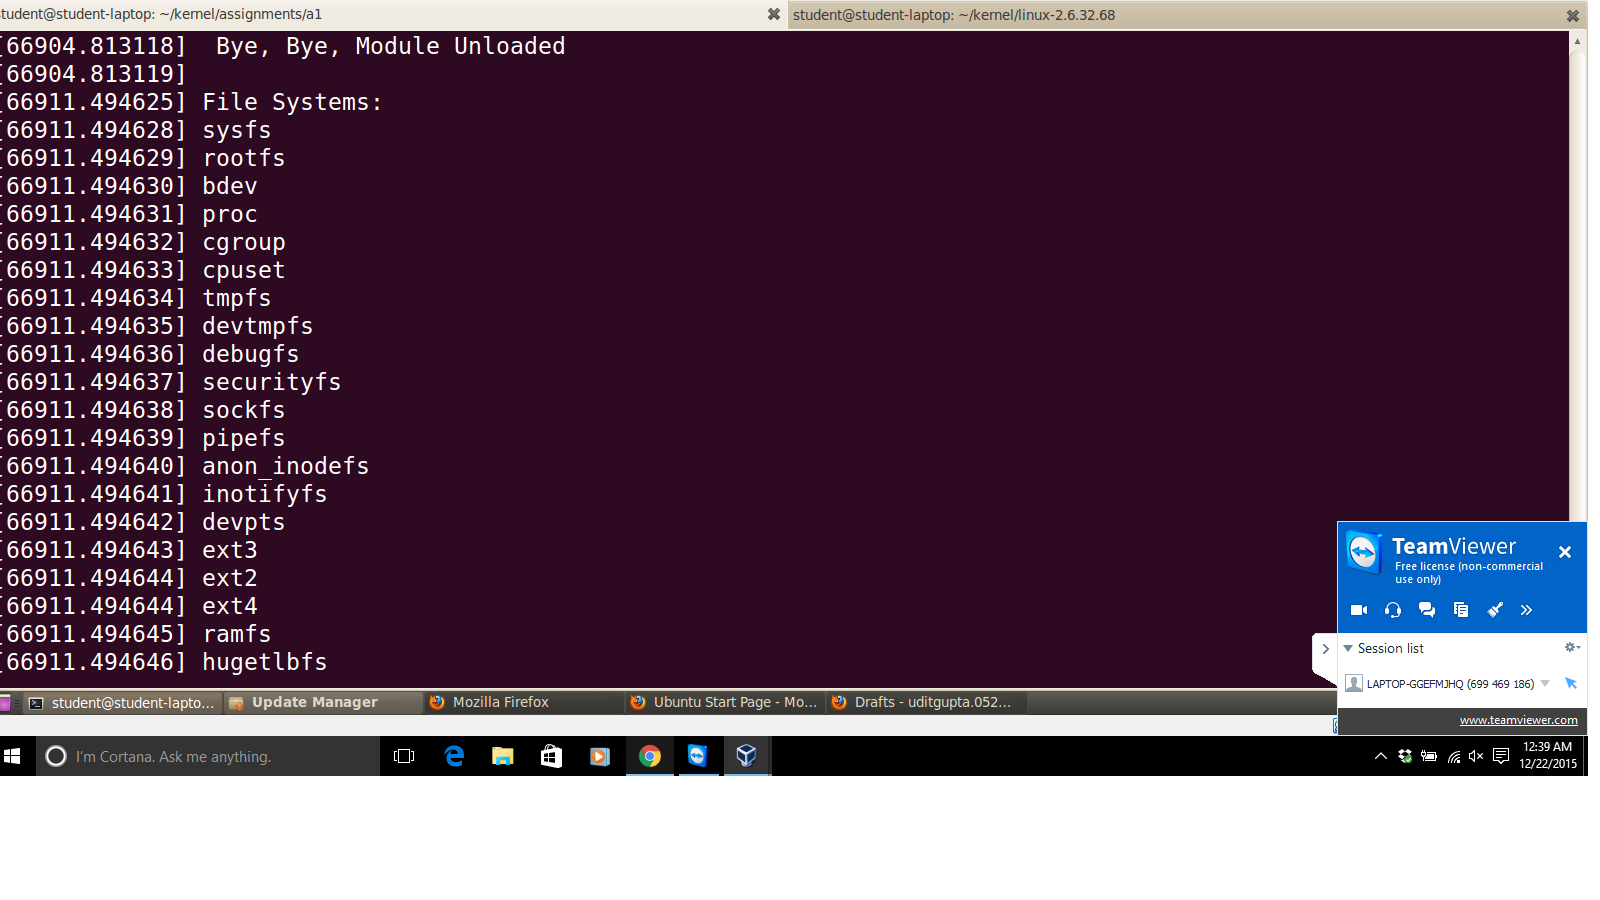 student@student-laptop: ~/kernel/assignments/a1
student@student-laptop: ~/kernel/linux-2.6.32.68
[66904.813118]  Bye, Bye, Module Unloaded
[66904.813119]
[66911.494625] File Systems:
[66911.494628] sysfs
[66911.494629] rootfs
[66911.494630] bdev
[66911.494631] proc
[66911.494632] cgroup
[66911.494633] cpuset
[66911.494634] tmpfs
[66911.494635] devtmpfs
[66911.494636] debugfs
[66911.494637] securityfs
[66911.494638] sockfs
[66911.494639] pipefs
[66911.494640] anon_inodefs
[66911.494641] inotifyfs
[66911.494642] devpts
[66911.494643] ext3
[66911.494644] ext2
[66911.494644] ext4
[66911.494645] ramfs
[66911.494646] hugetlbfs
TeamViewer
Free license (non-commercial
use only)
Session list
LAPTOP-GGEFMJHQ (699 469 186)
www.teamviewer.com
student@student-lapto...
Update Manager
Mozilla Firefox
Ubuntu Start Page - Mo...
Drafts - uditgupta.052...
I'm Cortana. Ask me anything.
12:39 AM
12/22/2015